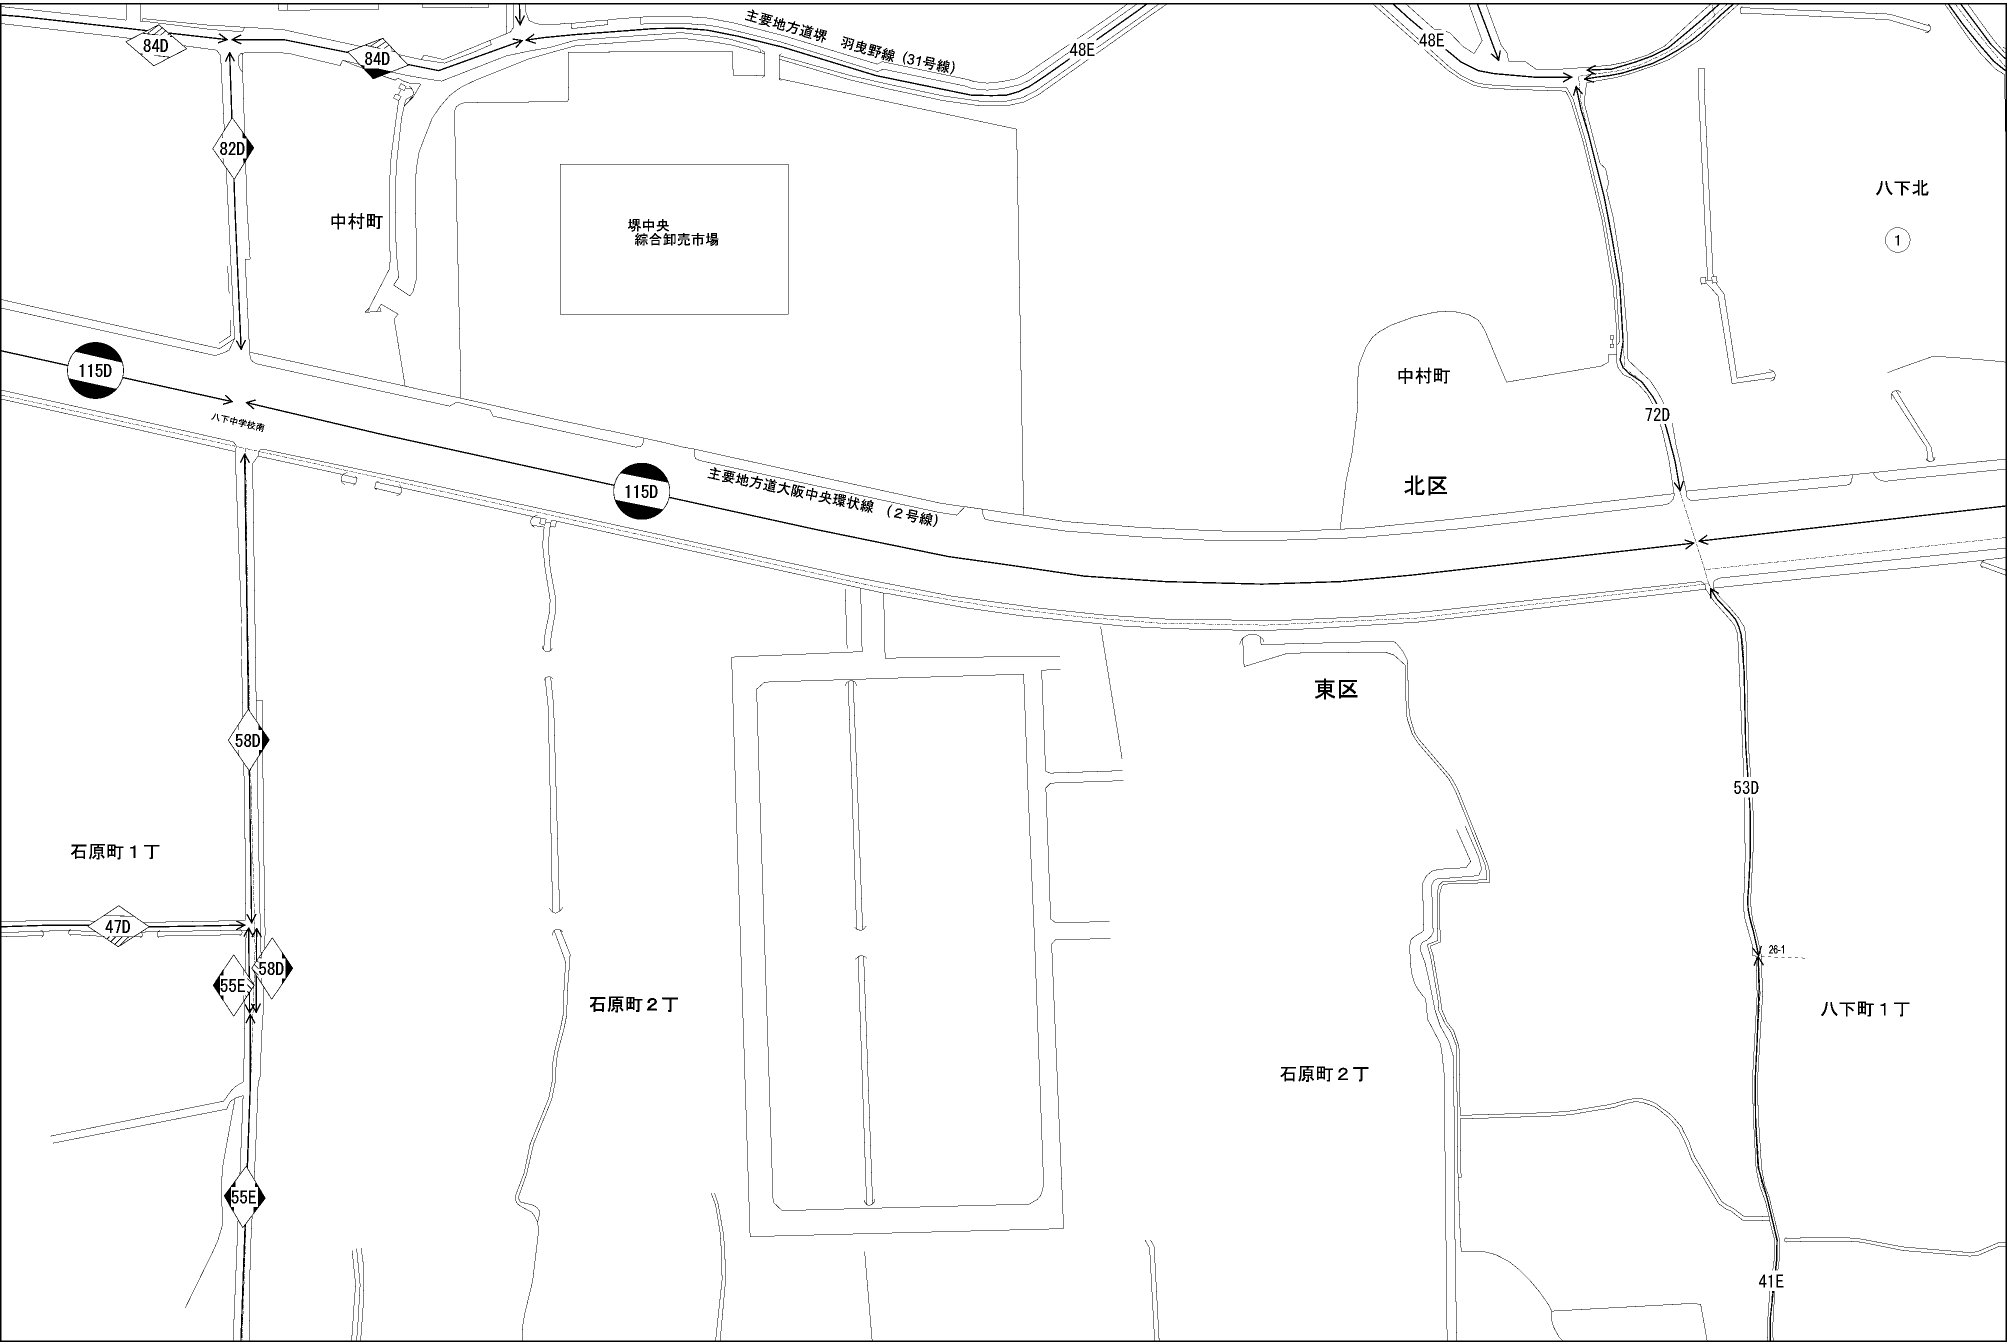 主要地方道堺　羽曳野線（31号線）
84D
84D
48E
48E
82D
中村町
堺中央
綜合卸売市場
八下北
1
115D
八下中学校南
中村町
72D
北区
115D
主要地方道大阪中央環状線　（２号線）
東区
58D
53D
石原町１丁
47D
58D
55E
26-1
石原町２丁
八下町１丁
石原町２丁
55E
41E